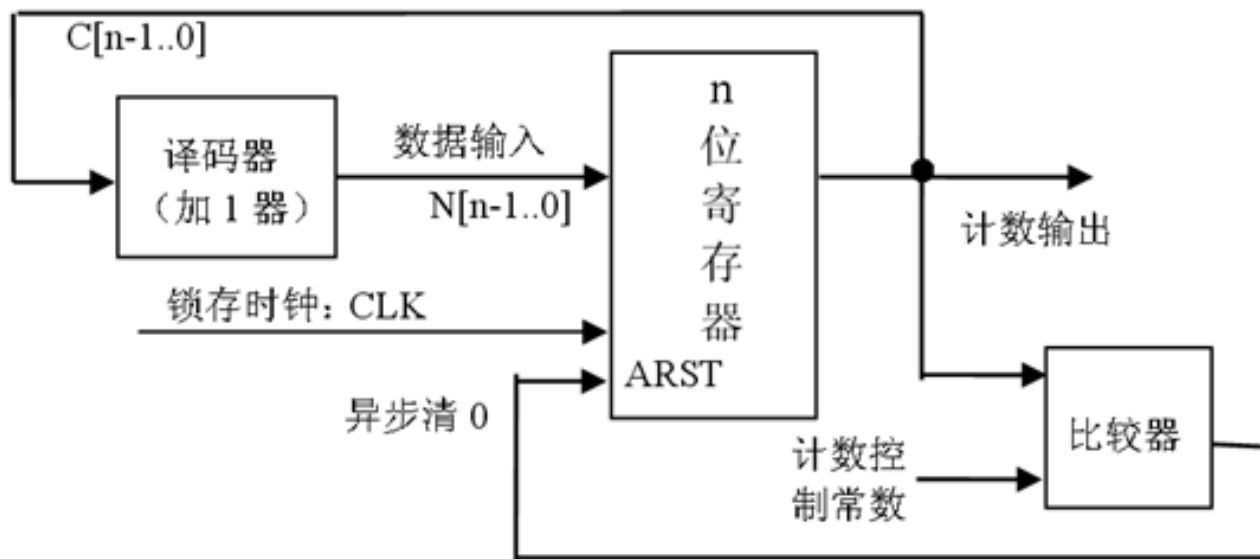 C[n-1..0]
译码器
（加 1 器）
数据输入
N[n-1..0]
n
位
寄
存
器
计数输出
锁存时钟：CLK
ARST
异步清 0
计数控
制常数
比较器